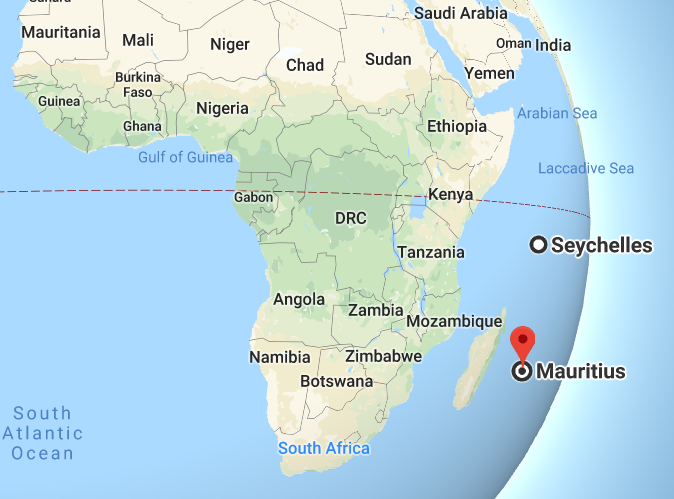 Sahara
Saudi Arabia
Mauritania
Mali
Niger
Oman
India
Chad
Sudan
Yemen
Burkina
Faso
Guinea
Nigeria
Arabian Sea
Ghana
Ethiopia
Gulf of Guinea
Laccadive Sea
Gabon
Kenya
DRC
Seychelles
Tanzania
Angola
Zambia
Mozambique
Namibia
Zimbabwe
Mauritius
Botswana
South
Atlantic
Ocean
South Africa